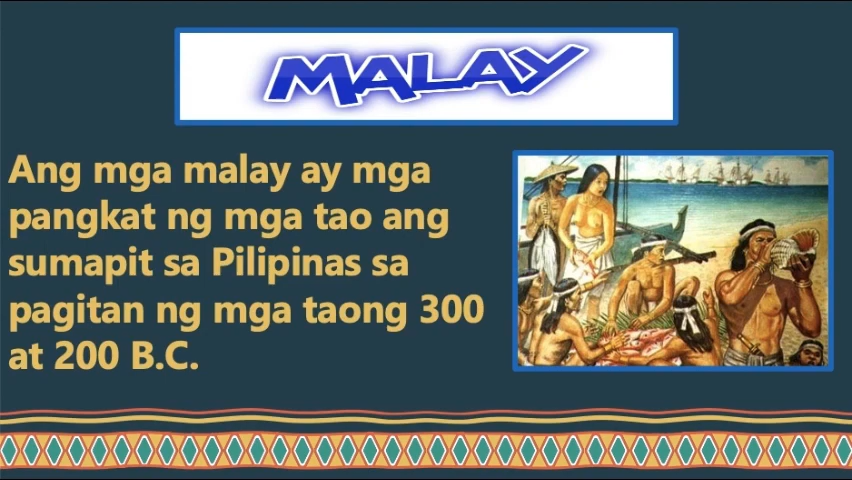 MALAY
Ang mga malay ay mga
pangkat ng mga tao ang
sumapit sa Pilipinas sa
pagitan ng mga taong 300
at 200 B.C.